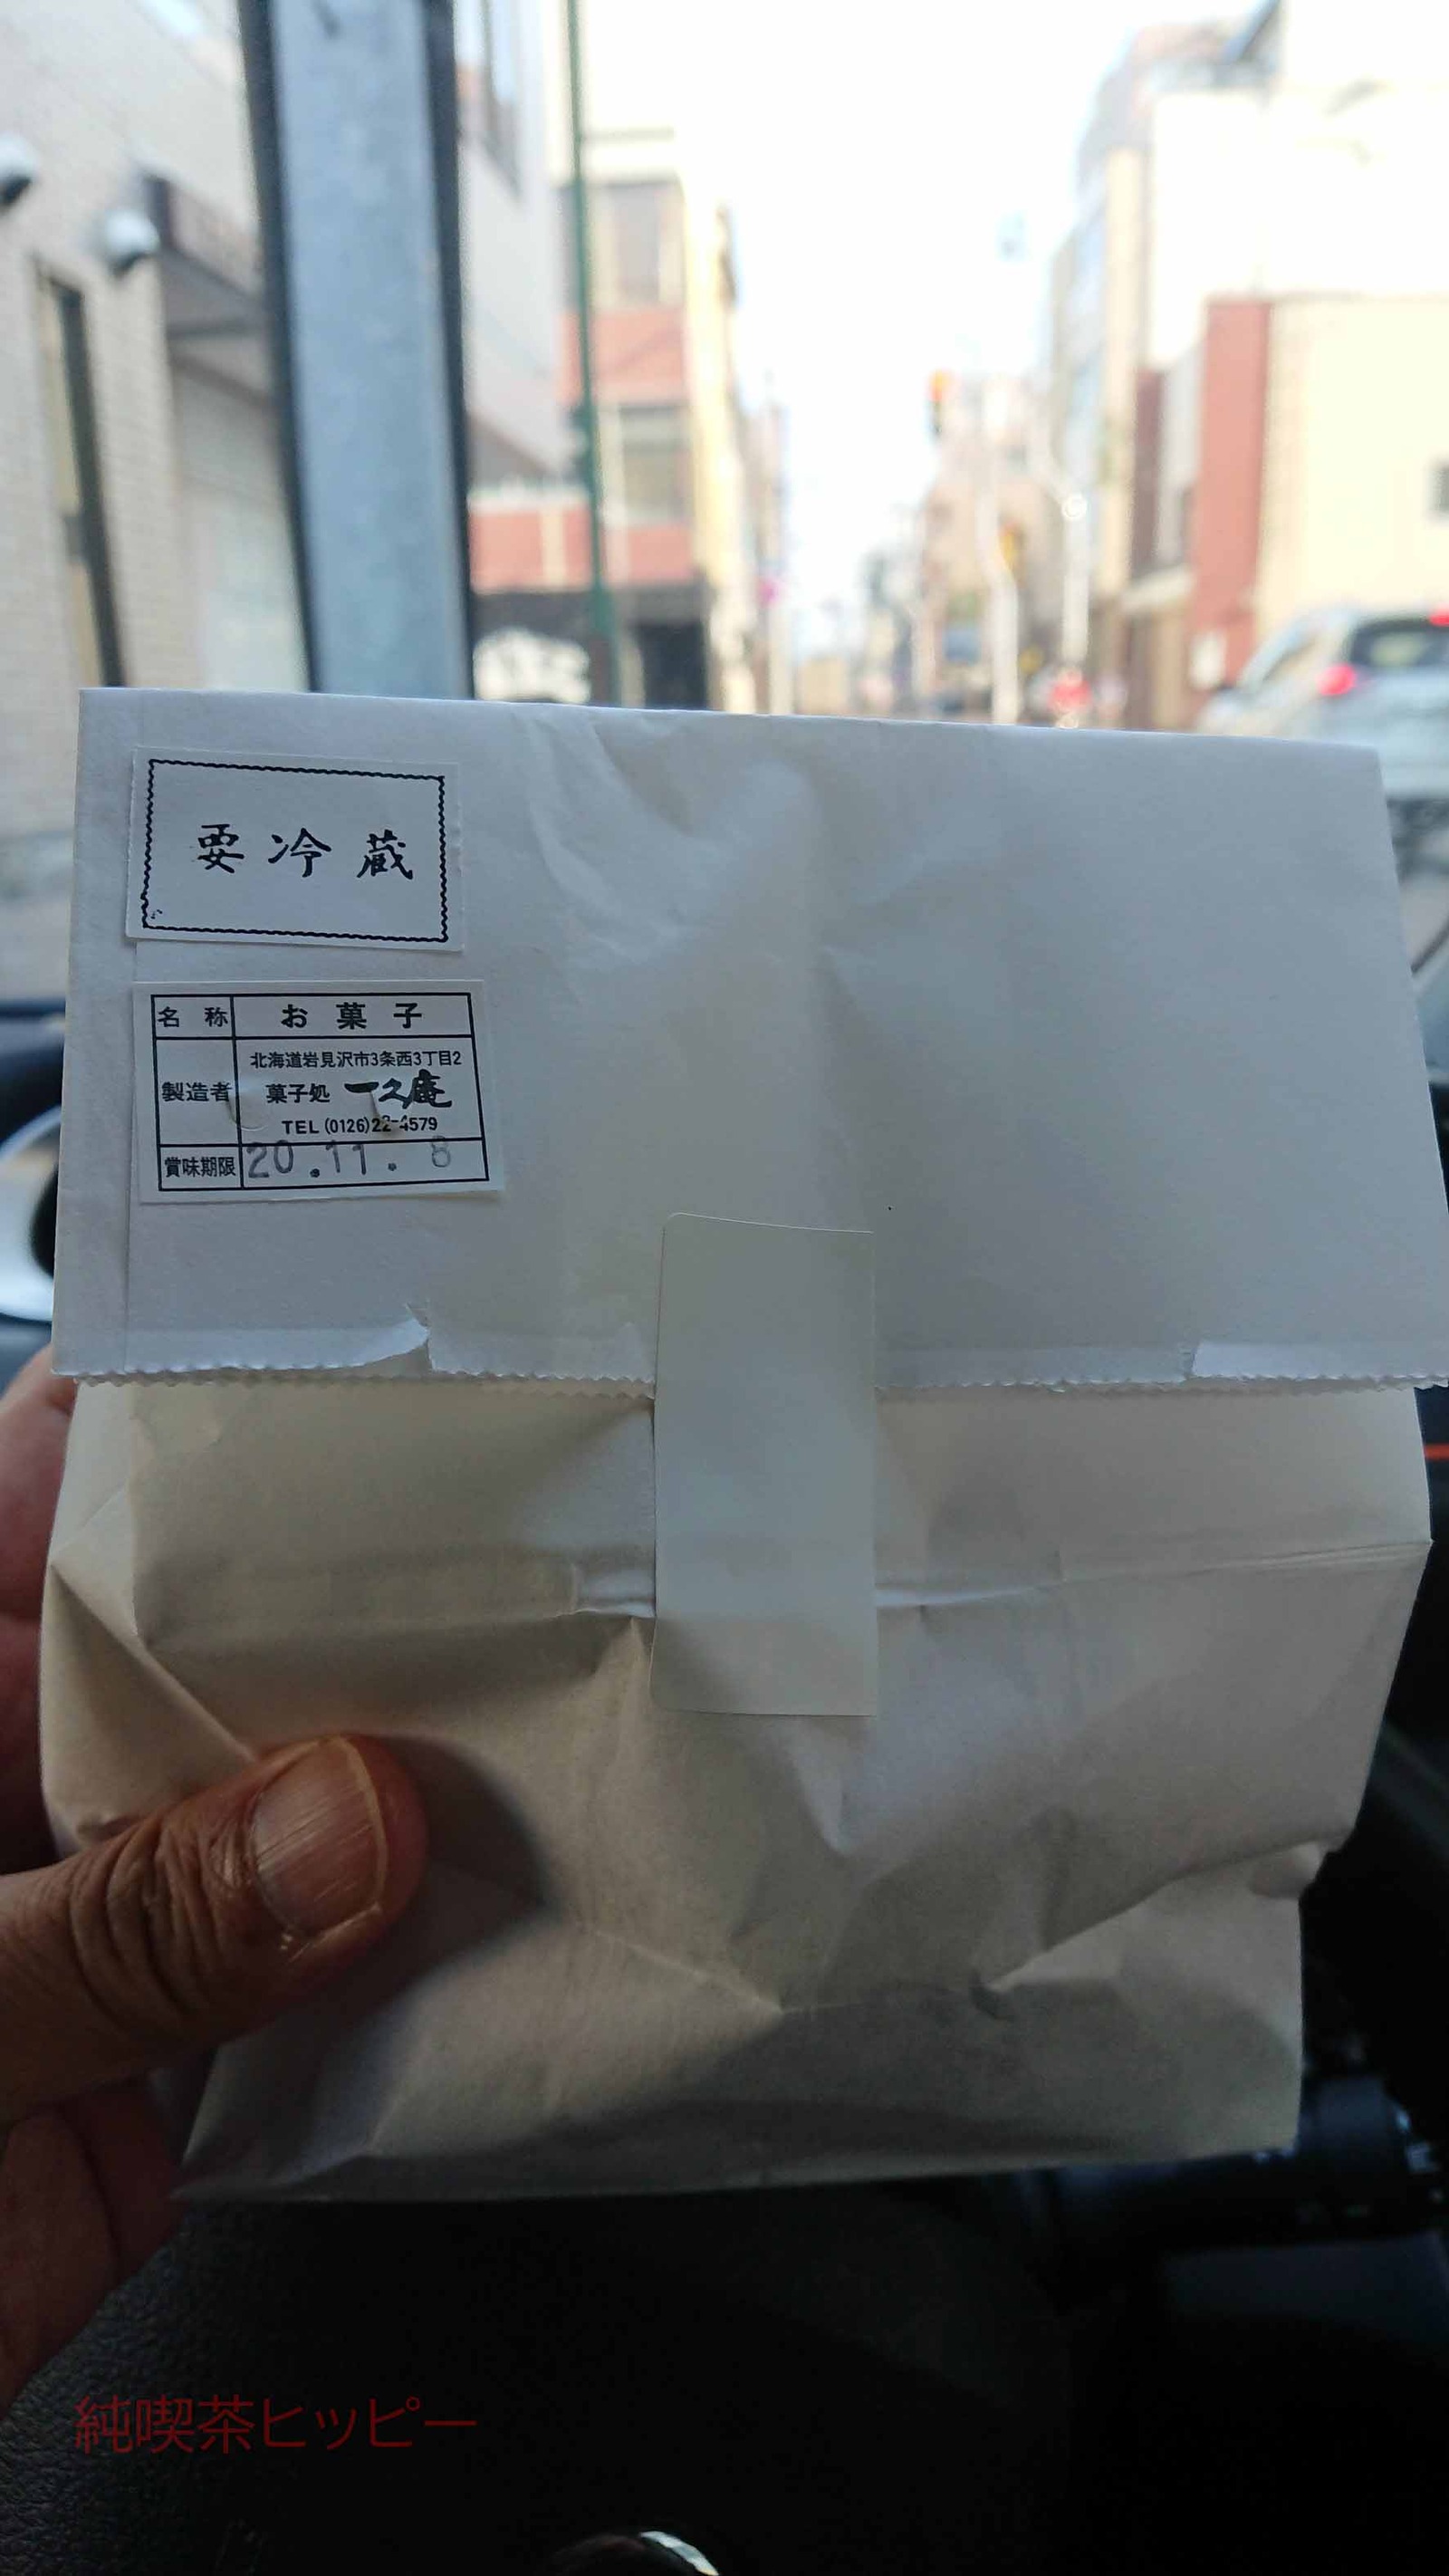 要冷蔵
名称 お菓子
北海道岩見沢市3条西3丁目2
製造者 菓子処 一久庵
TEL (0126)22-4579
賞味期限 20.11.8
純喫茶ヒッピー